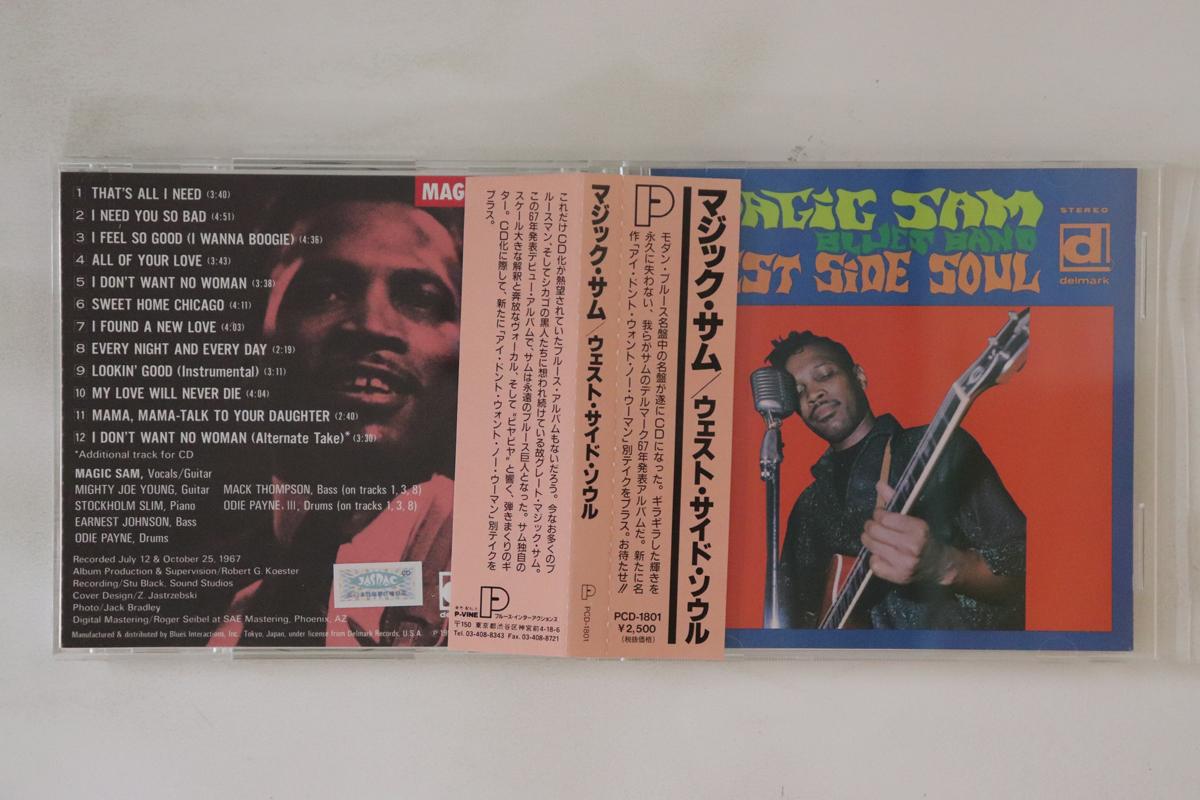 1 THAT'S ALL I NEED (3:40)
2 I NEED YOU SO BAD (4:51)
3 I FEEL SO GOOD (I WANNA BOOGIE) (4:36)
4 ALL OF YOUR LOVE (3:43)
5 I DON'T WANT NO WOMAN (3:38)
6 SWEET HOME CHICAGO (4:11)
7 I FOUND A NEW LOVE (4:03)
8 EVERY NIGHT AND EVERY DAY (2:19)
9 LOOKIN' GOOD (Instrumental) (3:11)
10 MY LOVE WILL NEVER DIE (4:04)
11 MAMA, MAMA-TALK TO YOUR DAUGHTER (2:40)
12 I DON'T WANT NO WOMAN (Alternate Take)* (3:30)
*Additional track for CD
MAGIC SAM, Vocals/Guitar
MIGHTY JOE YOUNG, Guitar
STOCKHOLM SLIM, Piano
EARNEST JOHNSON, Bass
ODIE PAYNE, Drums
MACK THOMPSON, Bass (on tracks 1, 3, 8)
ODIE PAYNE, III, Drums (on tracks 1, 3, 8)
Recorded July 12 & October 25, 1967
Album Production & Supervision/Robert G. Koester
Recording/Stu Black, Sound Studios
Cover Design/Z. Jastrzebski
Photo/Jack Bradley
Digital Mastering/Roger Seibel at SAE Mastering, Phoenix, AZ
Manufactured & distributed by Blues Interactions, Inc. Tokyo, Japan, under license from Delmark Records, U.S.A.
MAG
JASRAC
これだけCD化が熱望されていたブルース・アルバムもないだろう。今なお多くのブ
ルースマン、そしてシカゴの黒人たちに想われ続けている故グレート・マジック・サム。
この67年発表デビュー・アルバムで、サムは永遠のブルース巨人となった。サム独自の
スケール大きな解釈と奔放なヴォーカル、そして"ビヤビヤ"と響く、弾きまくりのギ
ター。CD化に際して、新たに「アイ・ドント・ウォント・ノー・ウーマン」別テイクを
プラス。
P-VINE
ブルース・インターアクションズ
〒150 東京都渋谷区神宮前4-18-6
Tel. 03-408-8343 Fax. 03-408-8721
マジック・サム/ウェスト・サイド・ソウル
PCD-1801
マジック・サム/ウェスト・サイド・ソウル
モダン・ブルース名盤中の名盤が遂にCDになった。ギラギラした輝きを
永久に失わない、我らがサムのデルマーク67年発表アルバムだ。新たに名
作「アイ・ドント・ウォント・ノー・ウーマン」別テイクをプラス。お待たせ!!
PCD-1801
¥2,500
(税抜価格)
AGIC SAM
BLUES BAND
EST SIDE SOUL
STEREO
d
delmark